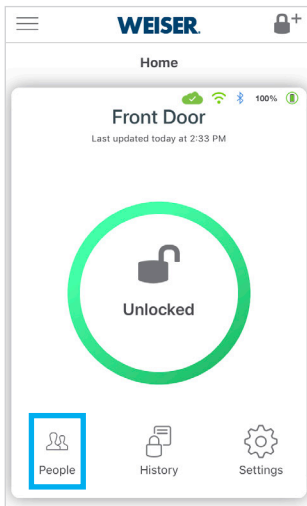 WEISER.
Home
100%
Front Door
Last updated today at 2:33 PM
Unlocked
People History Settings